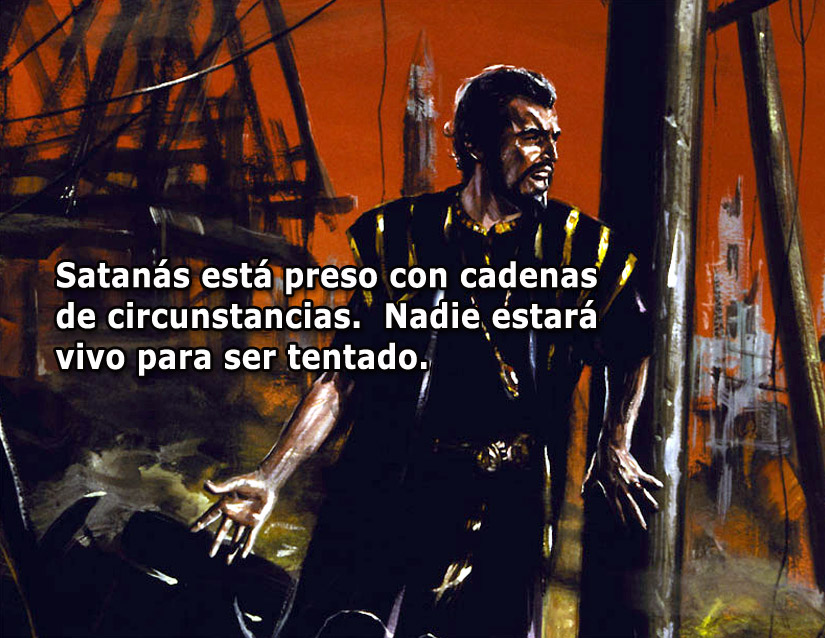 Satanás está preso con cadenas
de circunstancias.  Nadie estará
vivo para ser tentado.